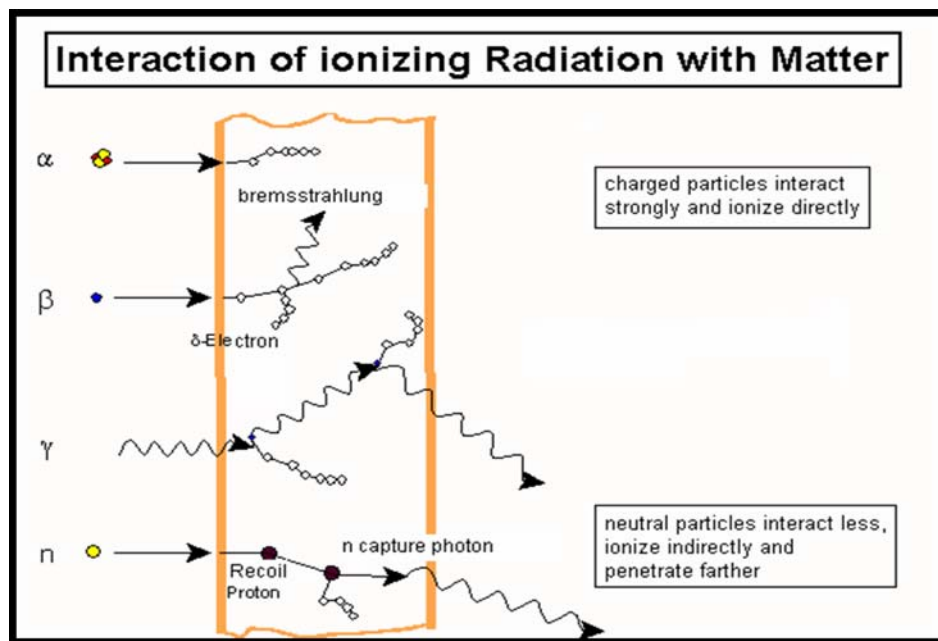 Interaction of ionizing Radiation with Matter
α
bremsstrahlung
charged particles interact
strongly and ionize directly
β
δ-Electron
γ
n
n capture photon
Recoil
Proton
neutral particles interact less,
ionize indirectly and
penetrate farther